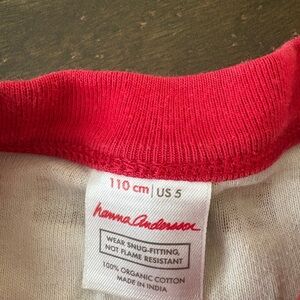 110 cm | US 5
hanna Andersson
WEAR SNUG-FITTING,
NOT FLAME RESISTANT
100% ORGANIC COTTON
MADE IN INDIA